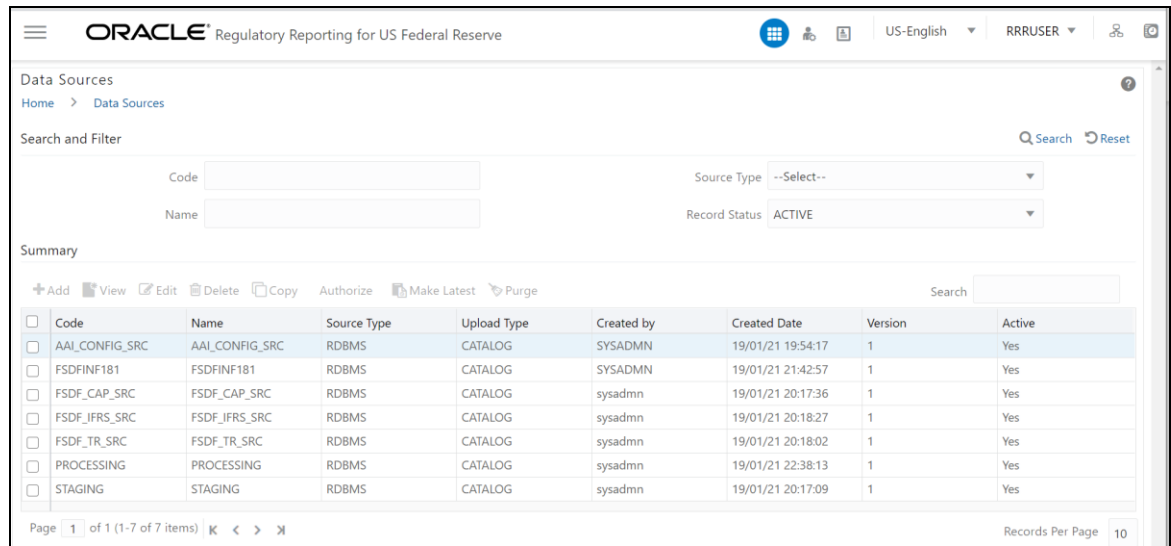 ORACLE® Regulatory Reporting for US Federal Reserve US-English RRRUSER
Data Sources
Home > Data Sources
Search and Filter Search Reset
Code Source Type --Select--
Name Record Status ACTIVE
Summary
Add View Edit Delete Copy Authorize Make Latest Purge Search
Code Name Source Type Upload Type Created by Created Date Version Active
AAI_CONFIG_SRC AAI_CONFIG_SRC RDBMS CATALOG SYSADMN 19/01/21 19:54:17 1 Yes
FSDFINF181 FSDFINF181 RDBMS CATALOG SYSADMN 19/01/21 21:42:57 1 Yes
FSDF_CAP_SRC FSDF_CAP_SRC RDBMS CATALOG sysadmn 19/01/21 20:17:36 1 Yes
FSDF_IFRS_SRC FSDF_IFRS_SRC RDBMS CATALOG sysadmn 19/01/21 20:18:27 1 Yes
FSDF_TR_SRC FSDF_TR_SRC RDBMS CATALOG sysadmn 19/01/21 20:18:02 1 Yes
PROCESSING PROCESSING RDBMS CATALOG sysadmn 19/01/21 22:38:13 1 Yes
STAGING STAGING RDBMS CATALOG sysadmn 19/01/21 20:17:09 1 Yes
Page 1 of 1 (1-7 of 7 items) Records Per Page 10